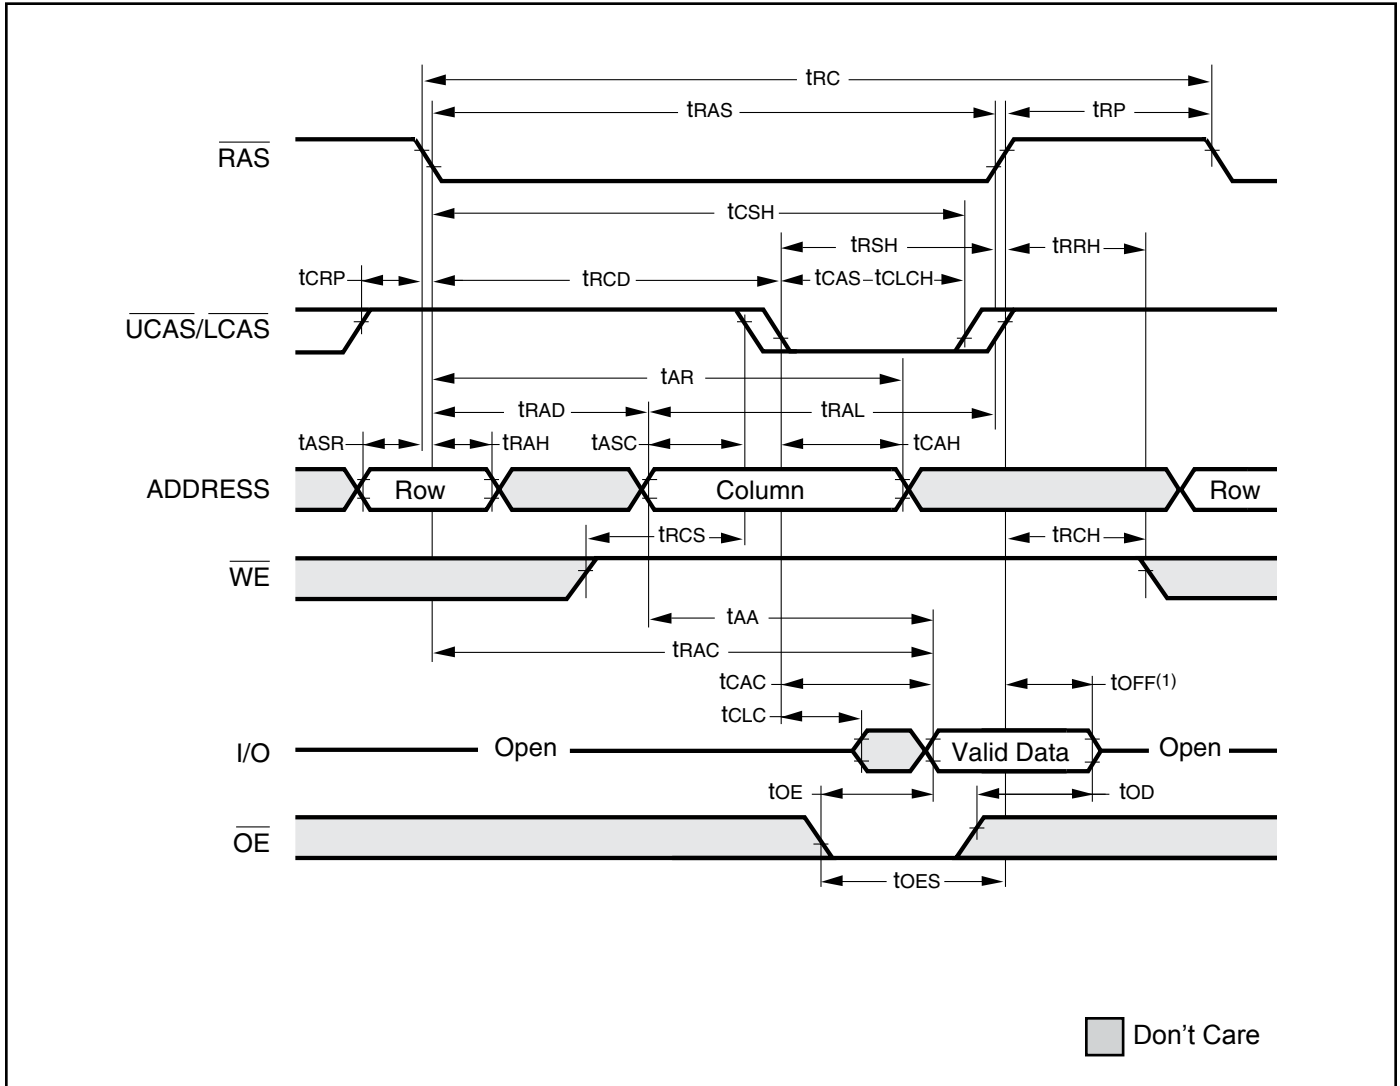 tRC
tRAS tRP
RAS
tCSH
tRSH tRRH
tCRP tRCD tCAS tCLCH
UCAS/LCAS
tAR
tRAD tRAL
tASR tRAH tASC tCAH
ADDRESS Row Column Row
tRCS tRCH
WE
tAA
tRAC
tCAC tOFF(1)
tCLC
I/O Open Valid Data Open
tOE tOD
OE
tOES
Don't Care